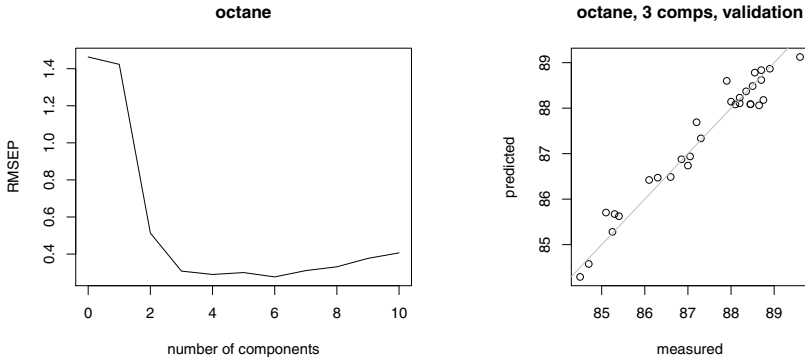 octane
RMSEP
1.4
1.2
1.0
0.8
0.6
0.4
0 2 4 6 8 10
number of components
octane, 3 comps, validation
predicted
89
88
87
86
85
85 86 87 88 89
measured